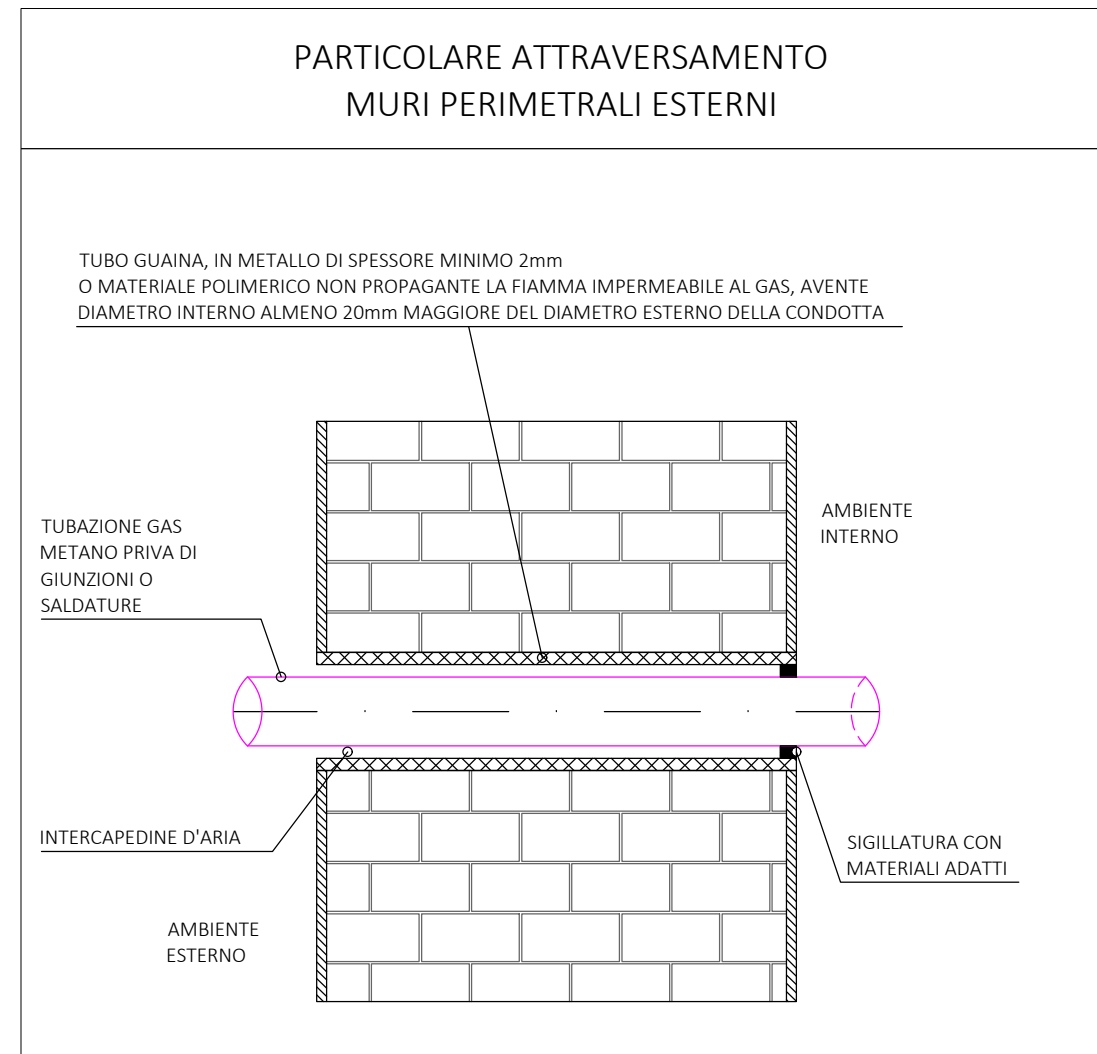 PARTICOLARE ATTRAVERSAMENTO
MURI PERIMETRALI ESTERNI
TUBO GUAINA, IN METALLO DI SPESSORE MINIMO 2mm
O MATERIALE POLIMERICO NON PROPAGANTE LA FIAMMA IMPERMEABILE AL GAS, AVENTE
DIAMETRO INTERNO ALMENO 20mm MAGGIORE DEL DIAMETRO ESTERNO DELLA CONDOTTA
AMBIENTE
INTERNO
TUBAZIONE GAS
METANO PRIVA DI
GIUNZIONI O
SALDATURE
INTERCAPEDINE D'ARIA
SIGILLATURA CON
MATERIALI ADATTI
AMBIENTE
ESTERNO